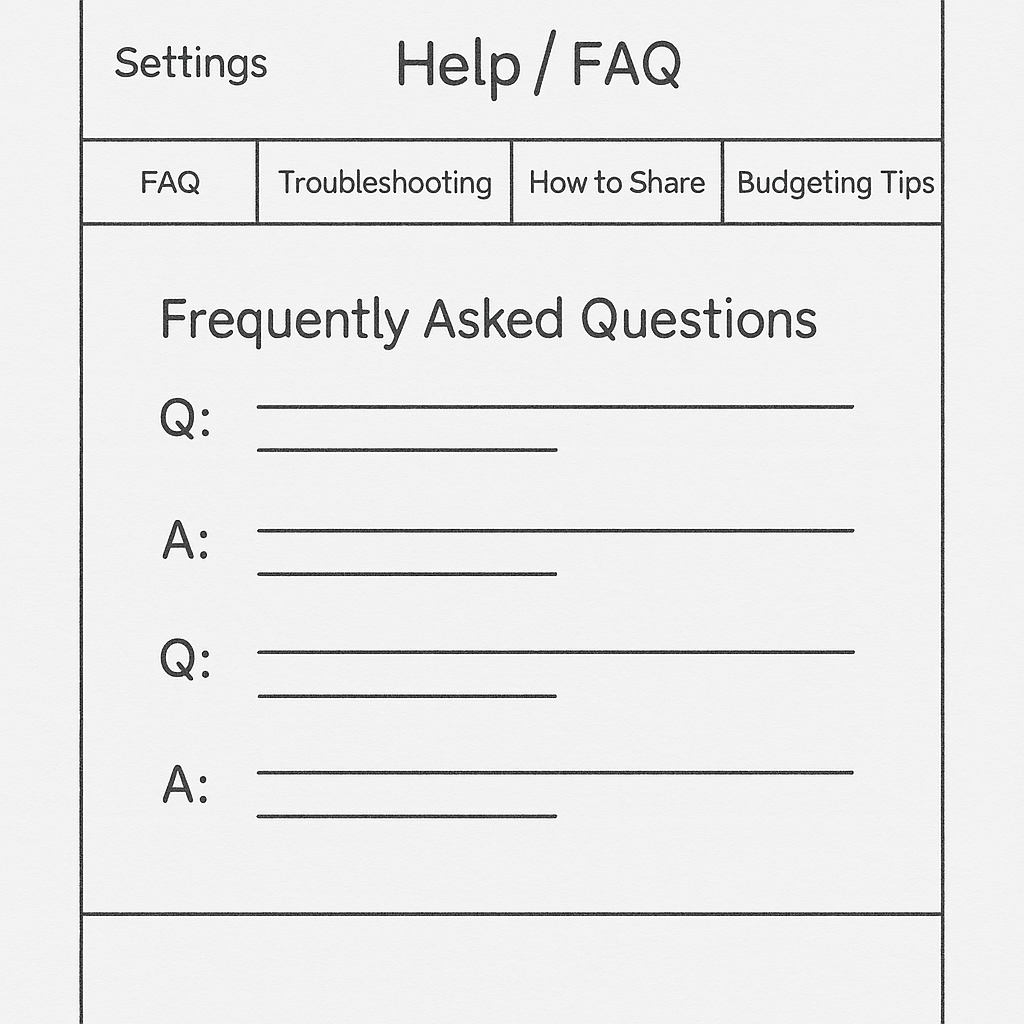 Settings
Help / FAQ
FAQ
Troubleshooting
How to Share
Budgeting Tips
Frequently Asked Questions
Q:
A:
Q:
A: